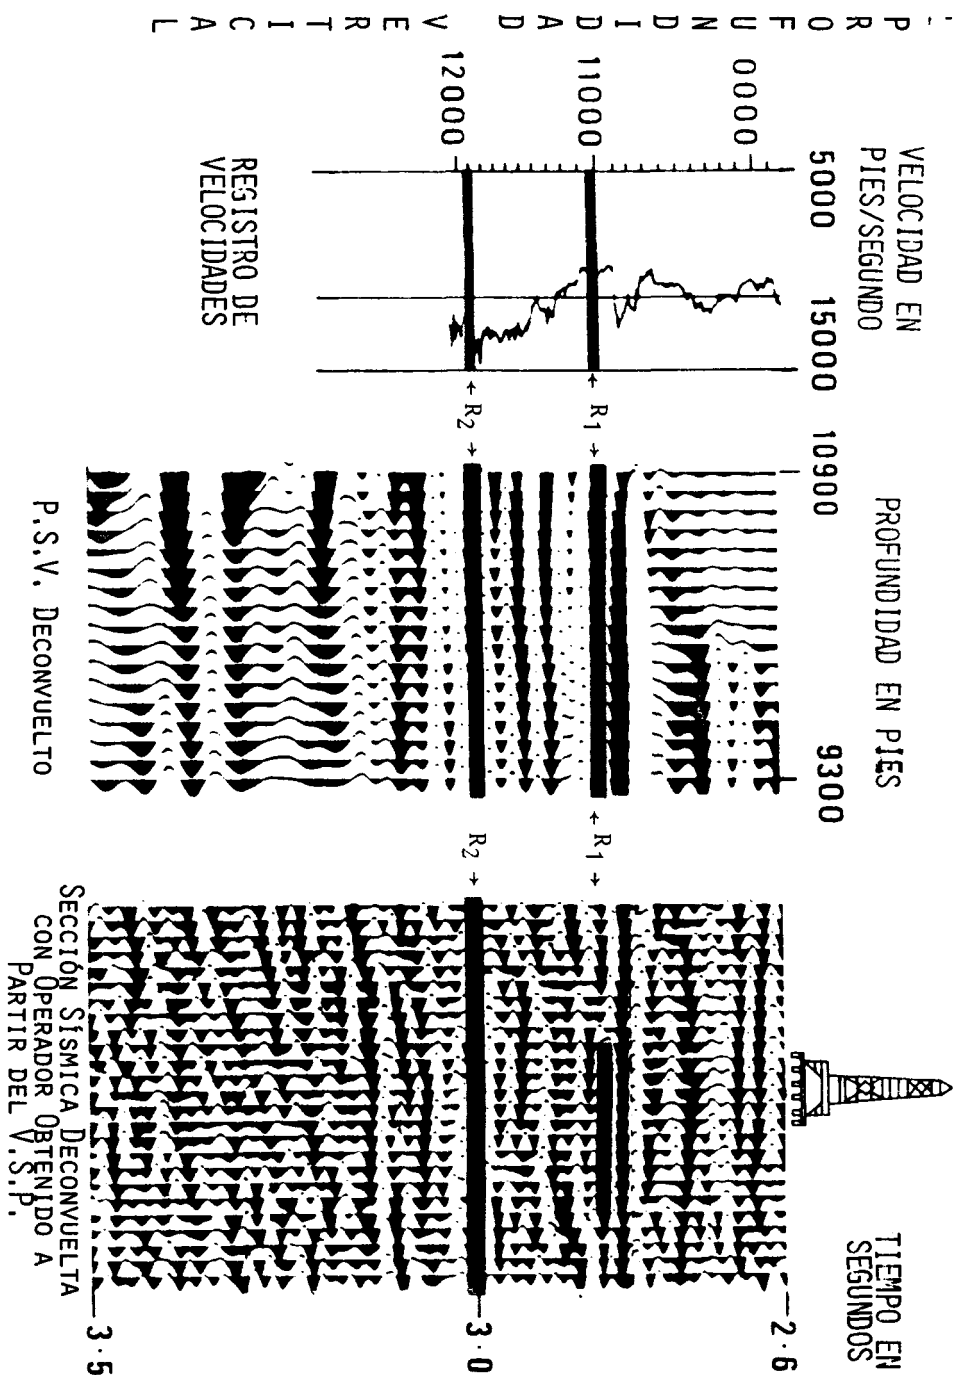 PROFUNDIDAD VERTICAL
0000
11000
12000
VELOCIDAD EN
PIES/SEGUNDO
5000
15000
REGISTRO DE
VELOCIDADES
← R1 →
← R2 →
PROFUNDIDAD EN PIES
10900
9300
P.S.V. DECONVUELTO
← R1 →
← R2 →
TIEMPO EN
SEGUNDOS
2.6
3.0
3.5
SECCIÓN SÍSMICA DECONVUELTA
CON OPERADOR OBTENIDO A
PARTIR DEL V.S.P.